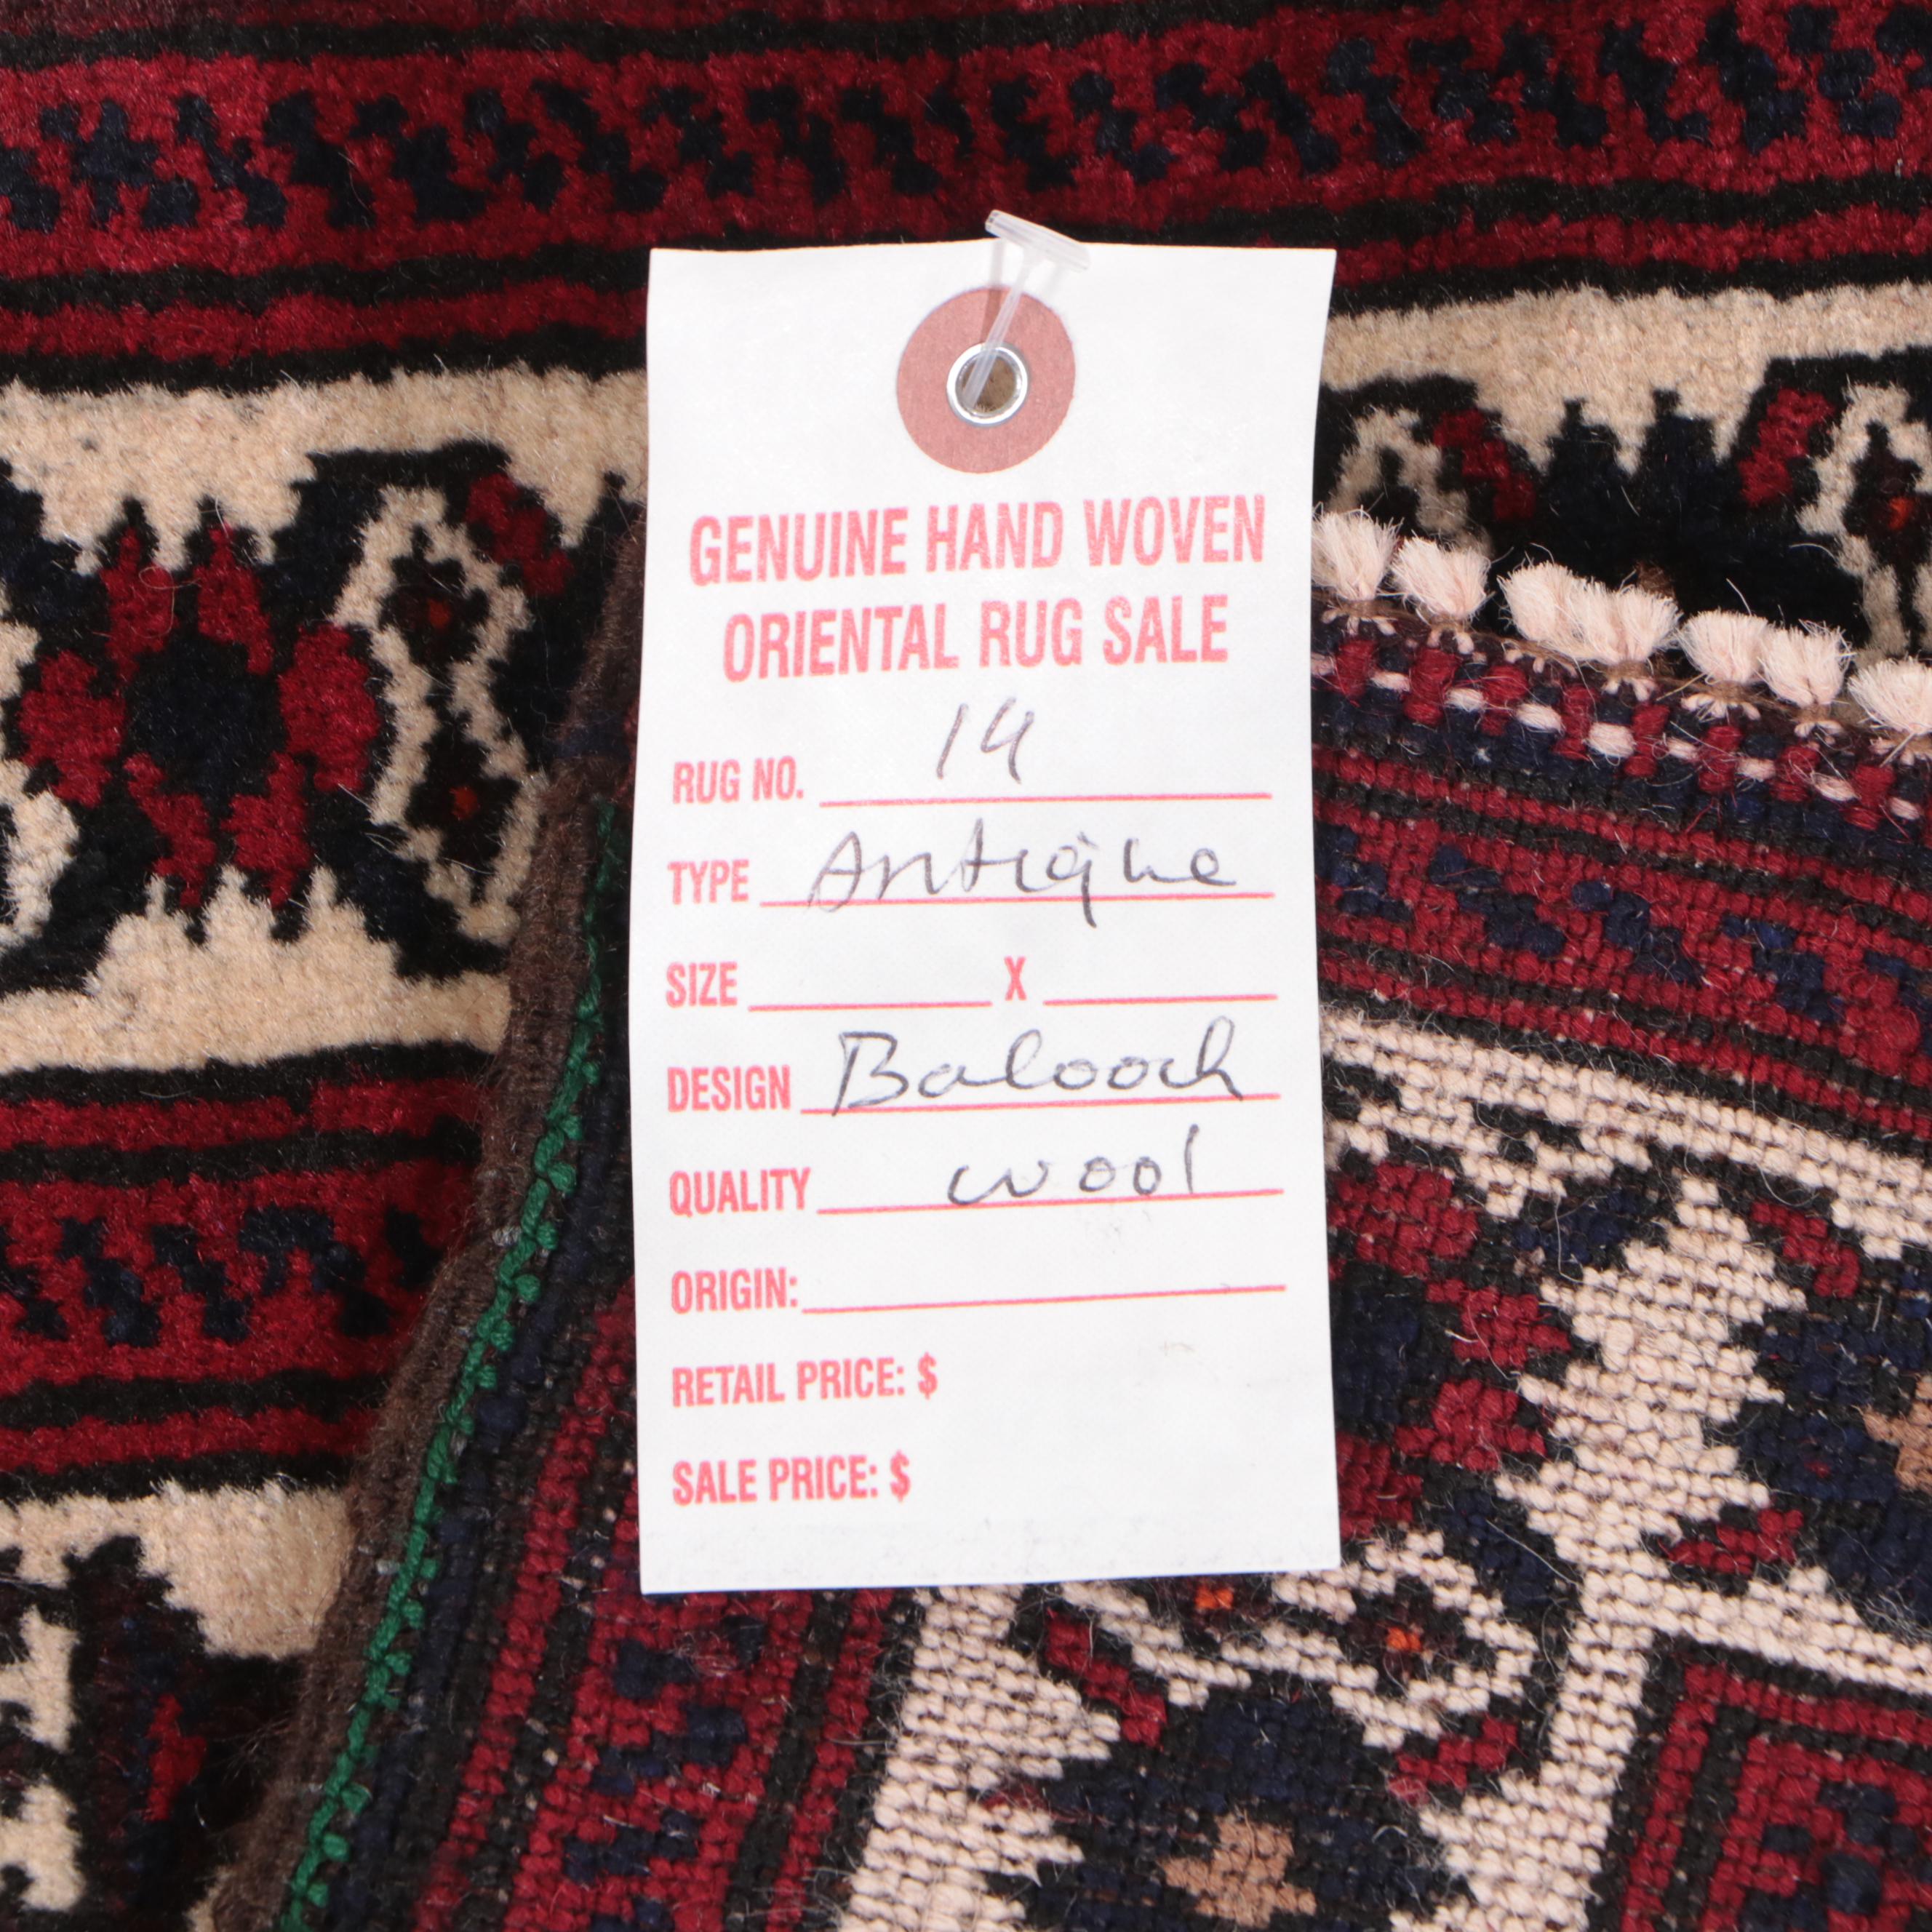 GENUINE HAND WOVEN
ORIENTAL RUG SALE
RUG NO. 14
TYPE Antique
SIZE X
DESIGN Balooch
QUALITY wool
ORIGIN:
RETAIL PRICE: $
SALE PRICE: $